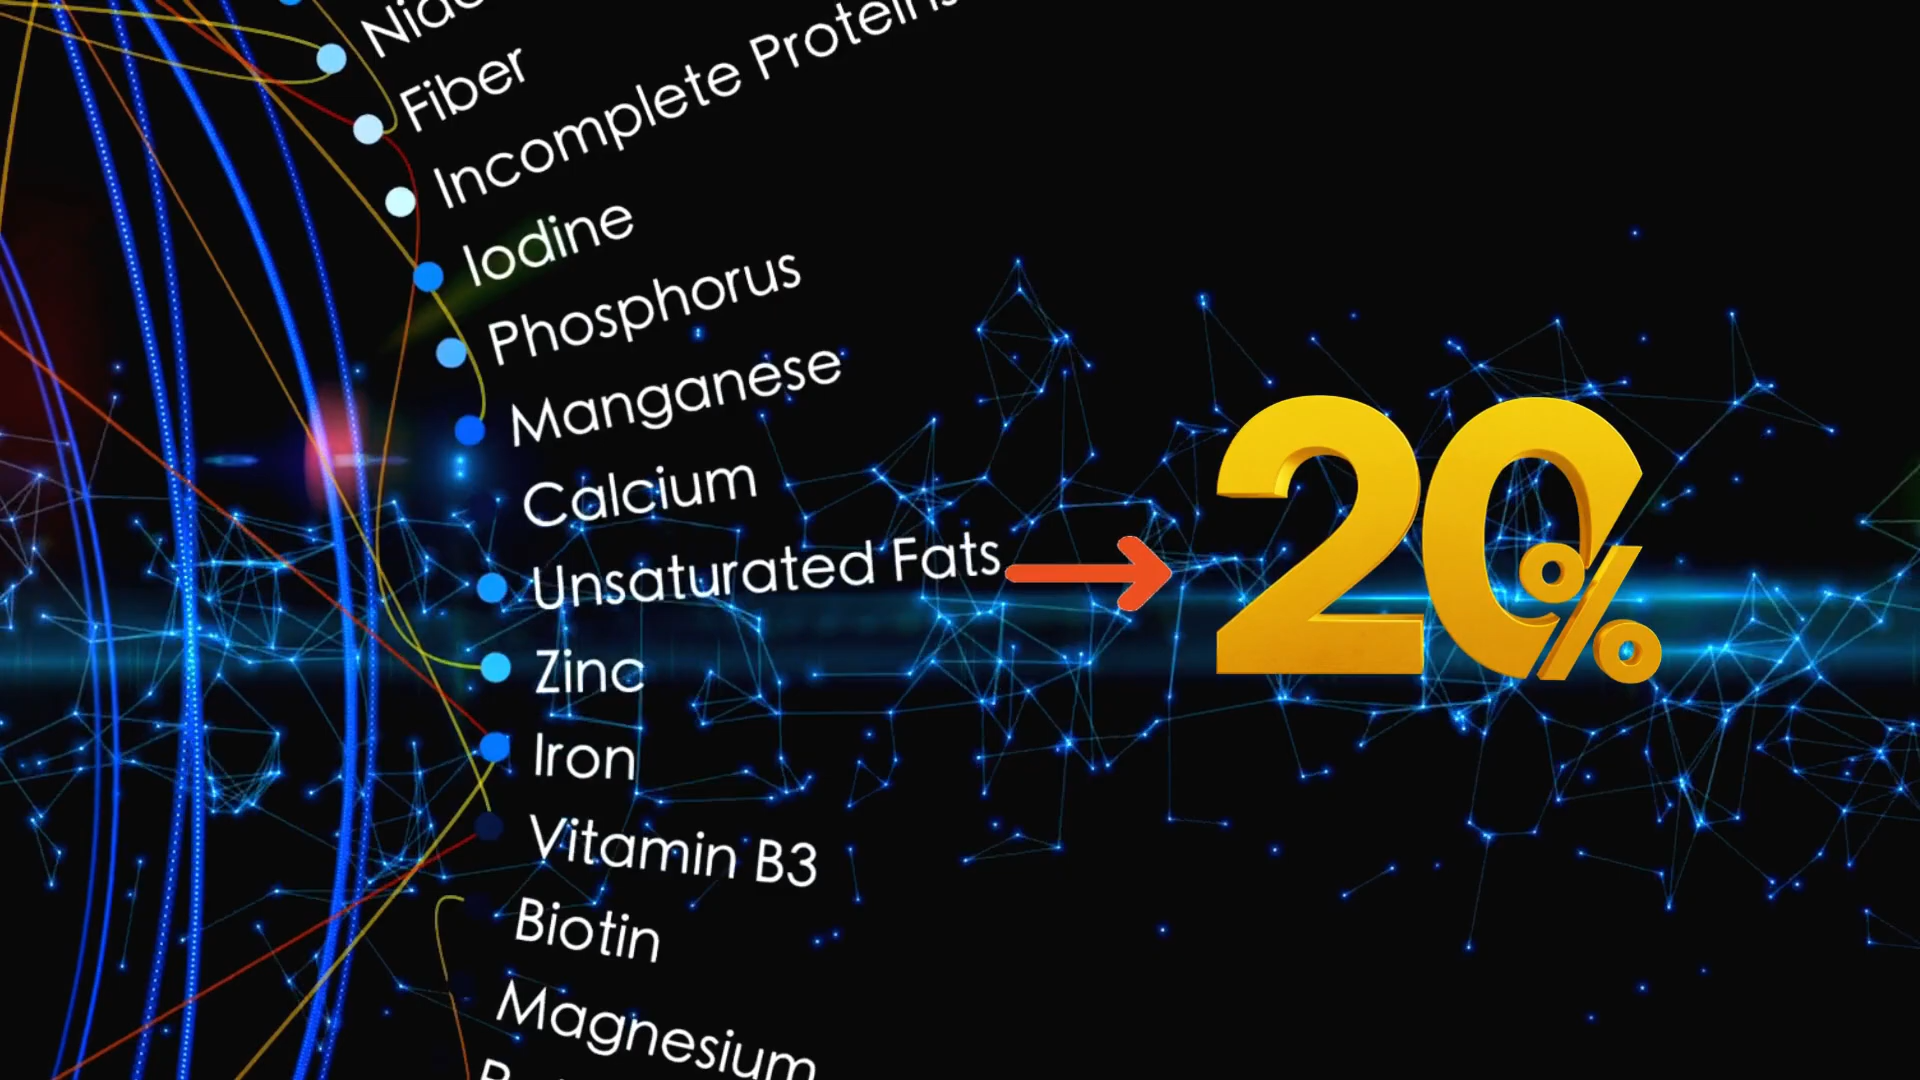 Fiber
Incomplete Proteins
Iodine
Phosphorus
Manganese
Calcium
Unsaturated Fats
20%
Zinc
Iron
Vitamin B3
Biotin
Magnesium